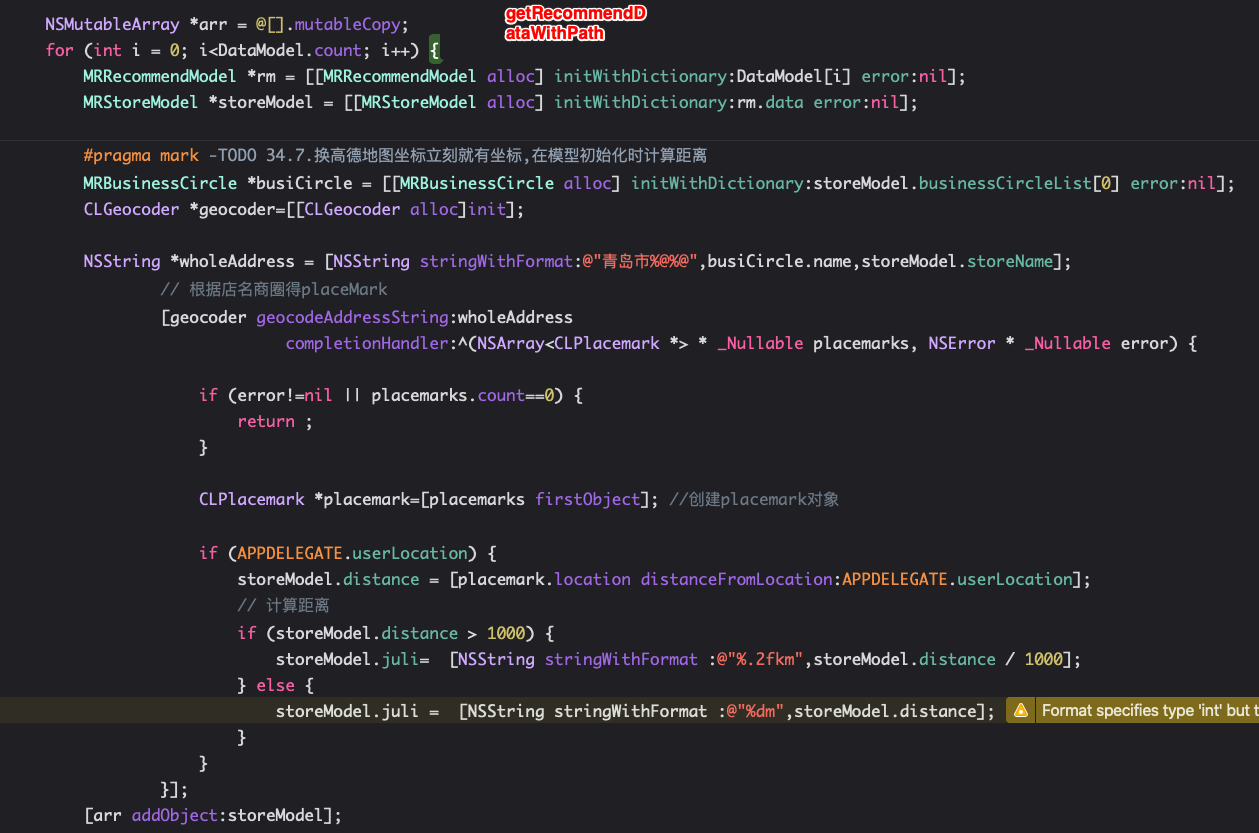 getRecommendD
ataWithPath
NSMutableArray *arr = @[].mutableCopy;
for (int i = 0; i<DataModel.count; i++) {
MRRecommendModel *rm = [[MRRecommendModel alloc] initWithDictionary:DataModel[i] error:nil];
MRStoreModel *storeModel = [[MRStoreModel alloc] initWithDictionary:rm.data error:nil];
#pragma mark -TODO 34.7.换高德地图坐标立刻就有坐标,在模型初始化时计算距离
MRBusinessCircle *busiCircle = [[MRBusinessCircle alloc] initWithDictionary:storeModel.businessCircleList[0] error:nil];
CLGeocoder *geocoder=[[CLGeocoder alloc]init];
NSString *wholeAddress = [NSString stringWithFormat:@"青岛市%@%@",busiCircle.name,storeModel.storeName];
// 根据店名商圈得placeMark
[geocoder geocodeAddressString:wholeAddress
completionHandler:^(NSArray<CLPlacemark *> * _Nullable placemarks, NSError * _Nullable error) {
if (error!=nil || placemarks.count==0) {
return ;
}
CLPlacemark *placemark=[placemarks firstObject]; //创建placemark对象
if (APPDELEGATE.userLocation) {
storeModel.distance = [placemark.location distanceFromLocation:APPDELEGATE.userLocation];
// 计算距离
if (storeModel.distance > 1000) {
storeModel.juli=  [NSString stringWithFormat :@"%.2fkm",storeModel.distance / 1000];
} else {
storeModel.juli =  [NSString stringWithFormat :@"%dm",storeModel.distance]; Format specifies type 'int' but t
}
}
}];
[arr addObject:storeModel];